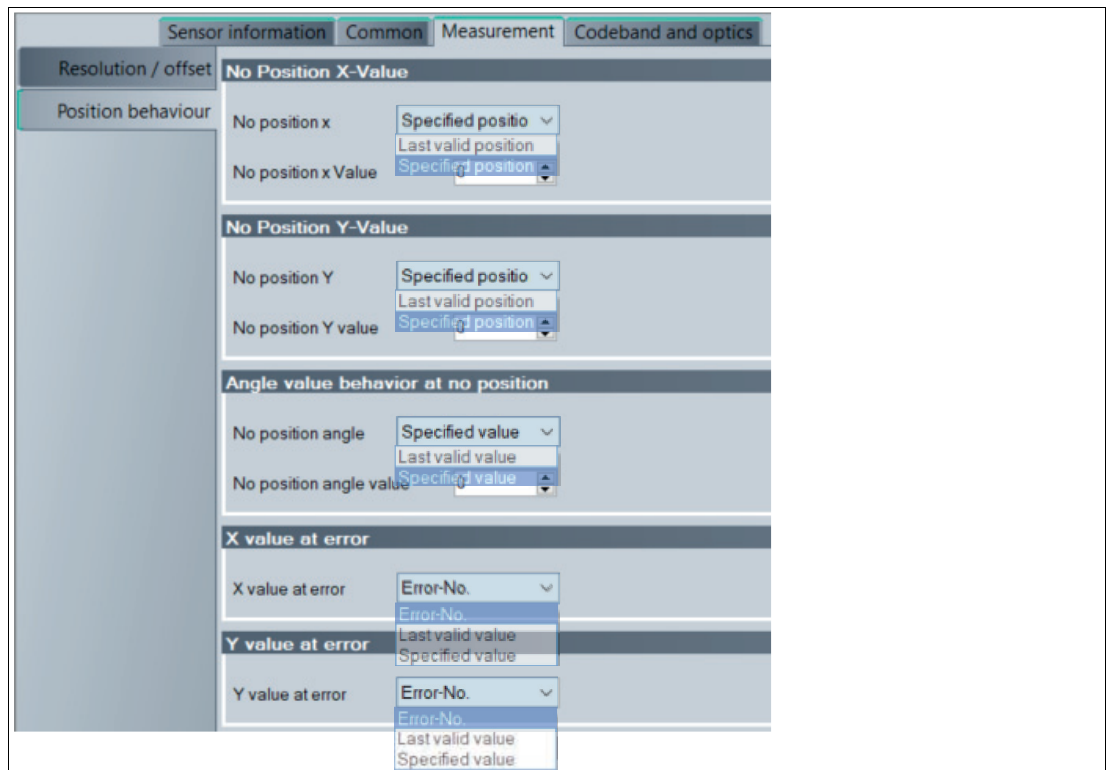 Sensor information Common Measurement Codeband and optics
Resolution / offset
Position behaviour
No Position X-Value
No position x Specified positio
Last valid position
Specified position
No position x Value 0
No Position Y-Value
No position Y Specified positio
Last valid position
Specified position
No position Y value 0
Angle value behavior at no position
No position angle Specified value
Last valid value
Specified value
No position angle value 0
X value at error
X value at error Error-No.
Error-No.
Last valid value
Specified value
Y value at error
Y value at error Error-No.
Error-No.
Last valid value
Specified value